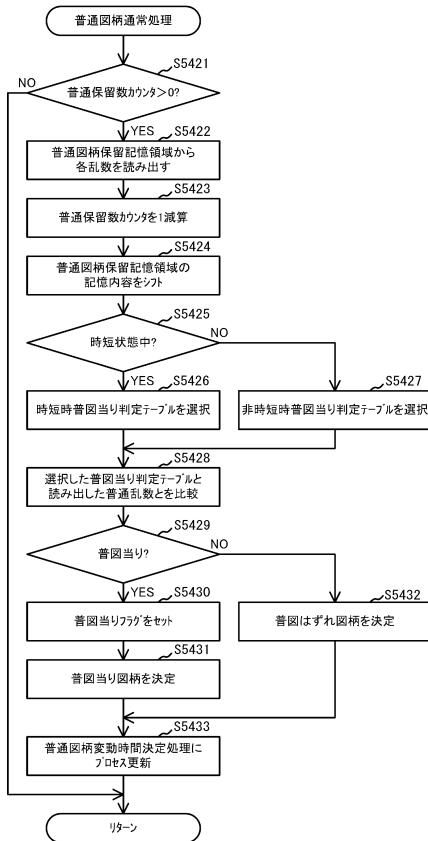 普通図柄通常処理
S5421
NO
普通保留数カウンタ>0?
YES
S5422
普通図柄保留記憶領域から
各乱数を読み出す
S5423
普通保留数カウンタを1減算
S5424
普通図柄保留記憶領域の
記憶内容をシフト
S5425
時短状態中?
NO
YES
S5426
時短時普図当り判定テーブルを選択
S5427
非時短時普図当り判定テーブルを選択
S5428
選択した普図当り判定テーブルと
読み出した普通乱数とを比較
S5429
普図当り?
NO
YES
S5430
普図当りフラグをセット
S5432
普図はずれ図柄を決定
S5431
普図当り図柄を決定
S5433
普通図柄変動時間決定処理に
プロセス更新
リターン